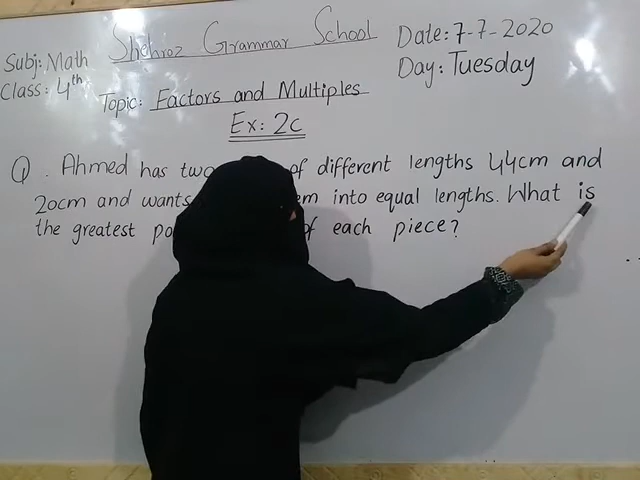 Shehroz Grammar School
Date: 7-7-2020
Subj: Math
Day: Tuesday
Class: 4th
Topic: Factors and Multiples
Ex: 2c
Q. Ahmed has two of different lengths 44cm and
20cm and wants into equal lengths. What is
the greatest of each piece?